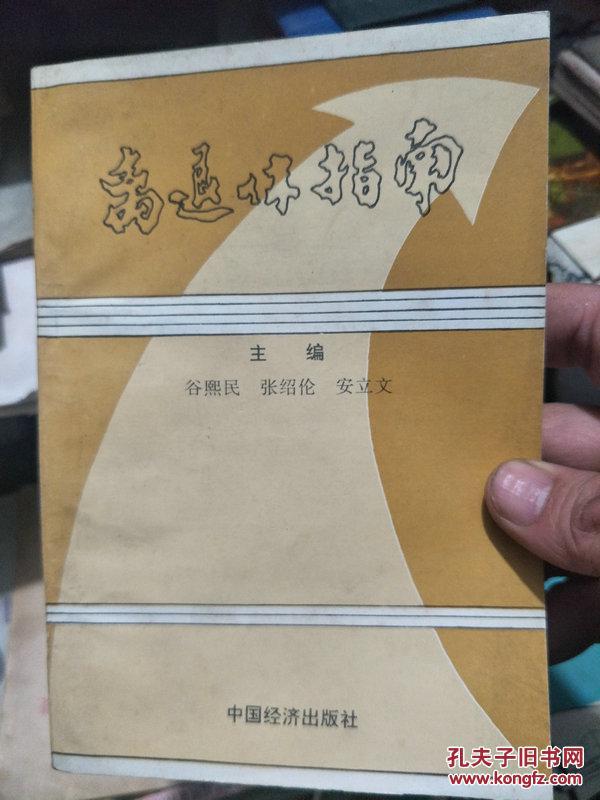 离退休指南
主 编
谷熙民 张绍伦 安立文
中国经济出版社
孔夫子旧书网
www.kongfz.com